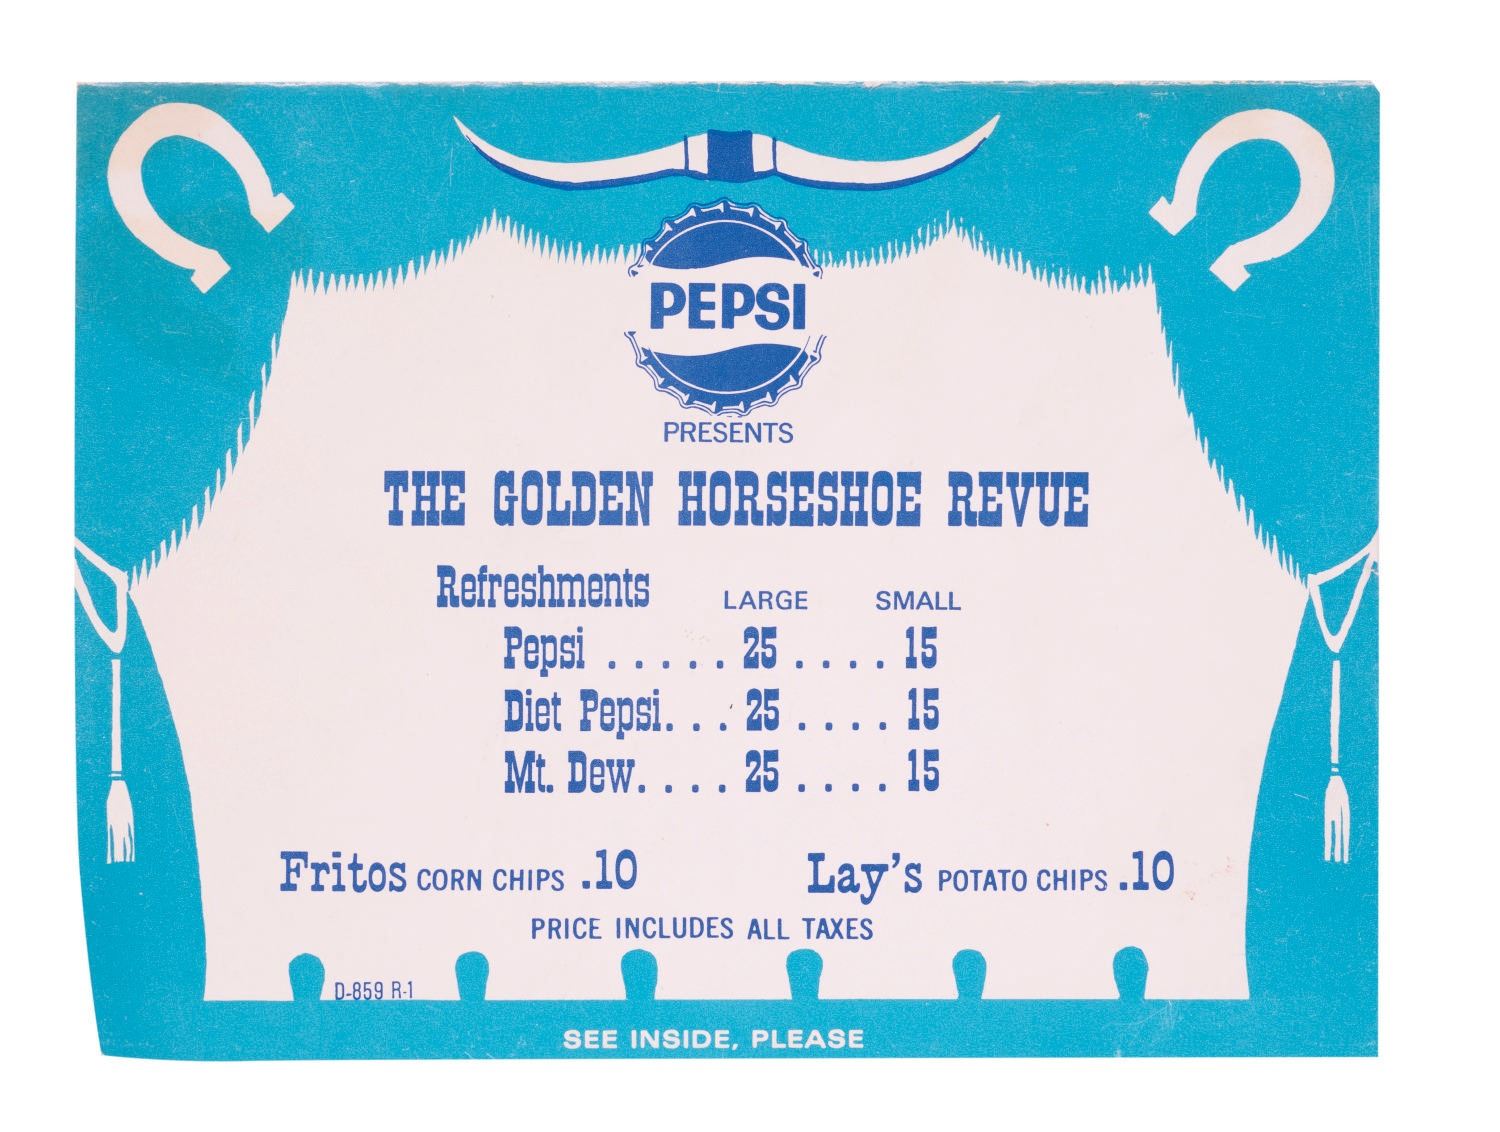 PEPSI
PRESENTS
THE GOLDEN HORSESHOE REVUE
Refreshments LARGE SMALL
Pepsi ..... 25 .... 15
Diet Pepsi... 25 .... 15
Mt. Dew.... 25 .... 15
Fritos CORN CHIPS .10 Lay's POTATO CHIPS .10
PRICE INCLUDES ALL TAXES
D-859 R-1
SEE INSIDE, PLEASE